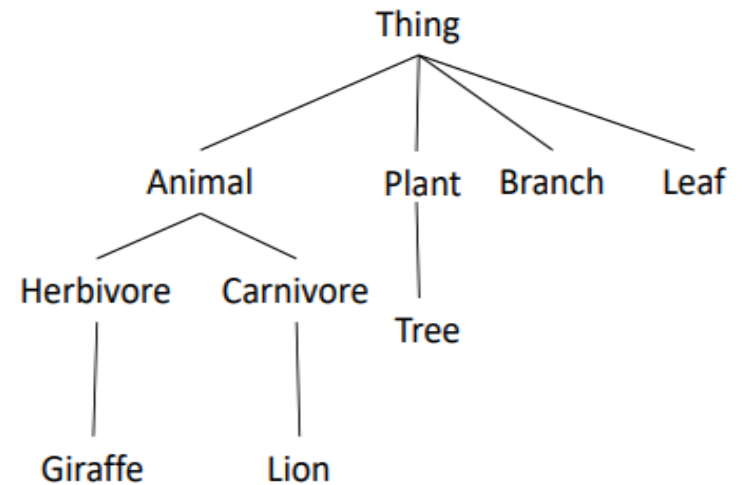 Thing
Animal Plant Branch Leaf
Herbivore Carnivore
Tree
Giraffe Lion